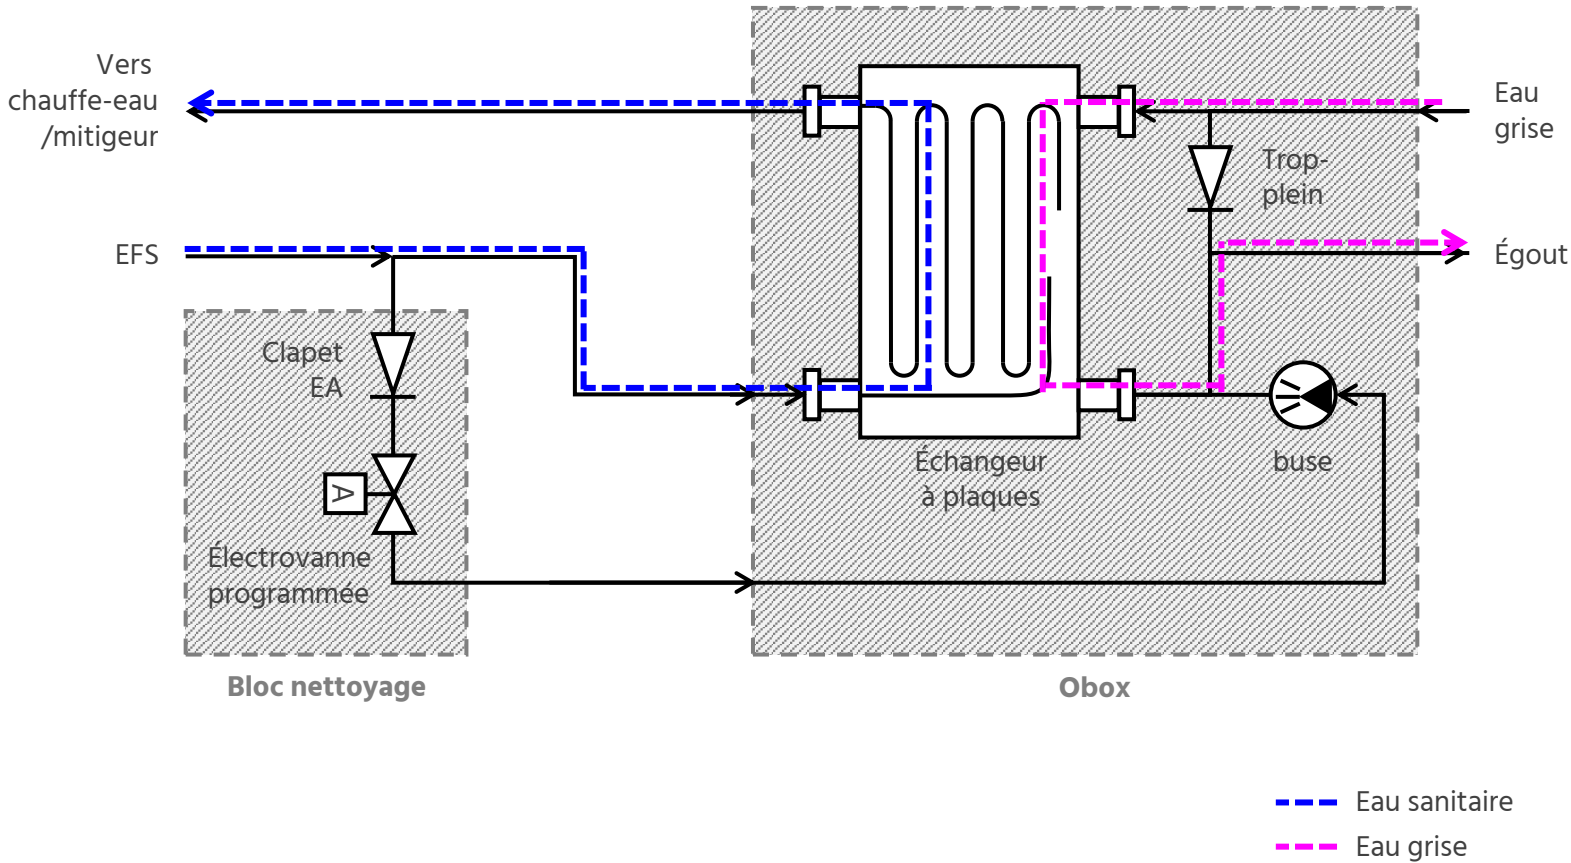 Vers
chauffe-eau
/mitigeur
Eau
grise
Trop-
plein
EFS
Égout
Clapet
EA
A
Échangeur
à plaques
buse
Électrovanne
programmée
Bloc nettoyage
Obox
Eau sanitaire
Eau grise